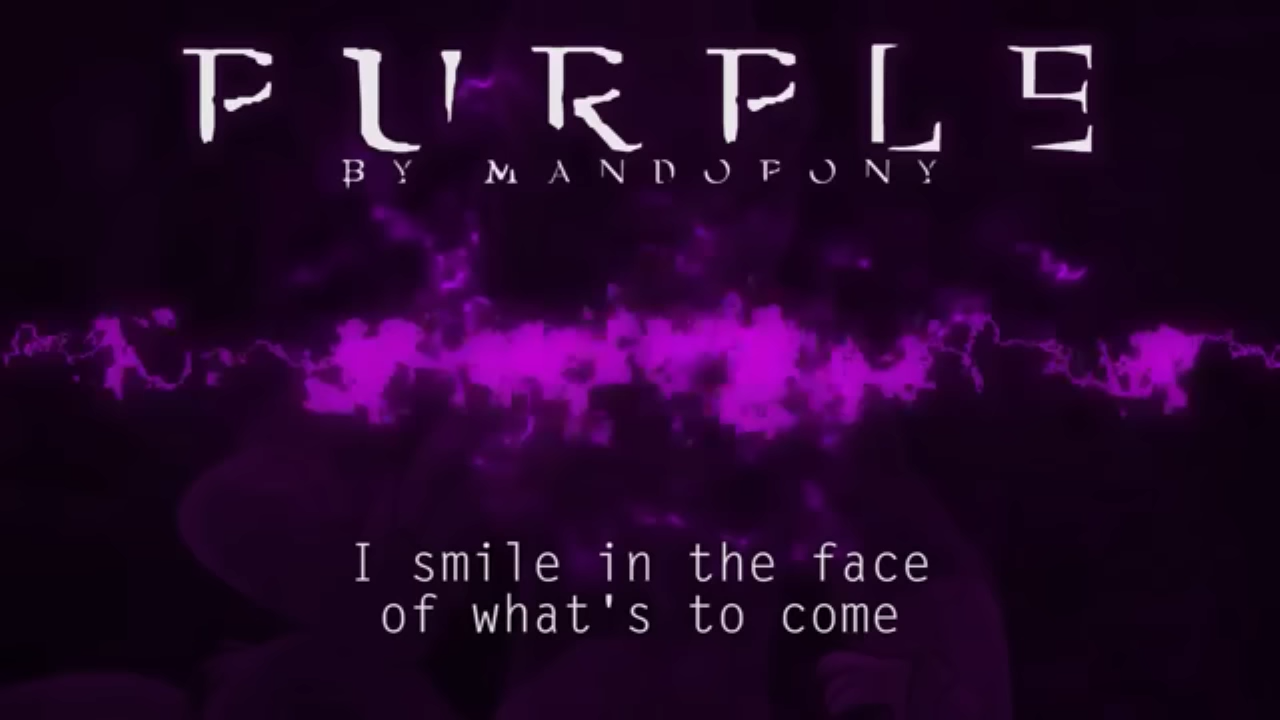 PURPLE
BY MANDOPONY
I smile in the face
of what's to come